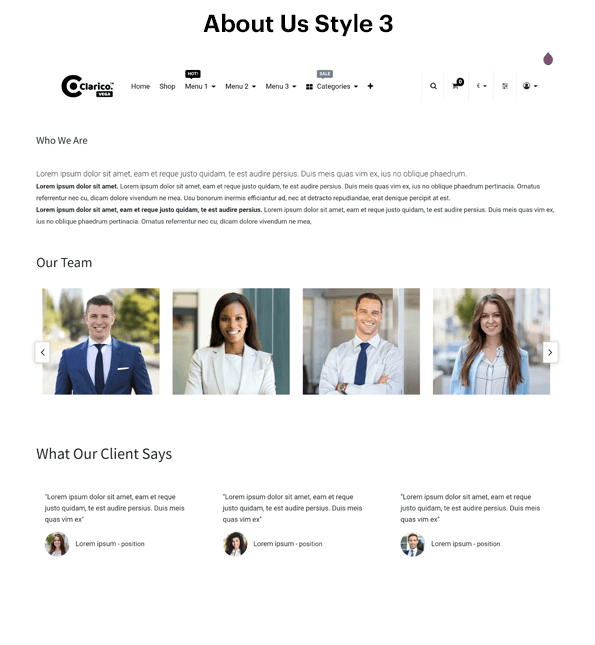 About Us Style 3
HOT!
SALE
Clarico.™
VEGA
Home Shop Menu 1 Menu 2 Menu 3 Categories
0
€
Who We Are
Lorem ipsum dolor sit amet, eam et reque justo quidam, te est audire persius. Duis meis quas vim ex, ius no oblique phaedrum.
Lorem ipsum dolor sit amet. Lorem ipsum dolor sit amet, eam et reque justo quidam, te est audire persius. Duis meis quas vim ex, ius no oblique phaedrum pertinacia. Ornatus
referrentur nec cu, dicam dolore vivendum ne mea. Usu bonorum inermis efficiantur ad, nec at detracto repudiandae, erat denique percipit at est.
Lorem ipsum dolor sit amet, eam et reque justo quidam, te est audire persius. Lorem ipsum dolor sit amet, eam et reque justo quidam, te est audire persius. Duis meis quas vim ex,
ius no oblique phaedrum pertinacia. Ornatus referrentur nec cu, dicam dolore vivendum ne mea,
Our Team
What Our Client Says
"Lorem ipsum dolor sit amet, eam et reque
justo quidam, te est audire persius. Duis meis
quas vim ex"
Lorem ipsum - position
"Lorem ipsum dolor sit amet, eam et reque
justo quidam, te est audire persius. Duis meis
quas vim ex"
Lorem ipsum - position
"Lorem ipsum dolor sit amet, eam et reque
justo quidam, te est audire persius. Duis meis
quas vim ex"
Lorem ipsum - position